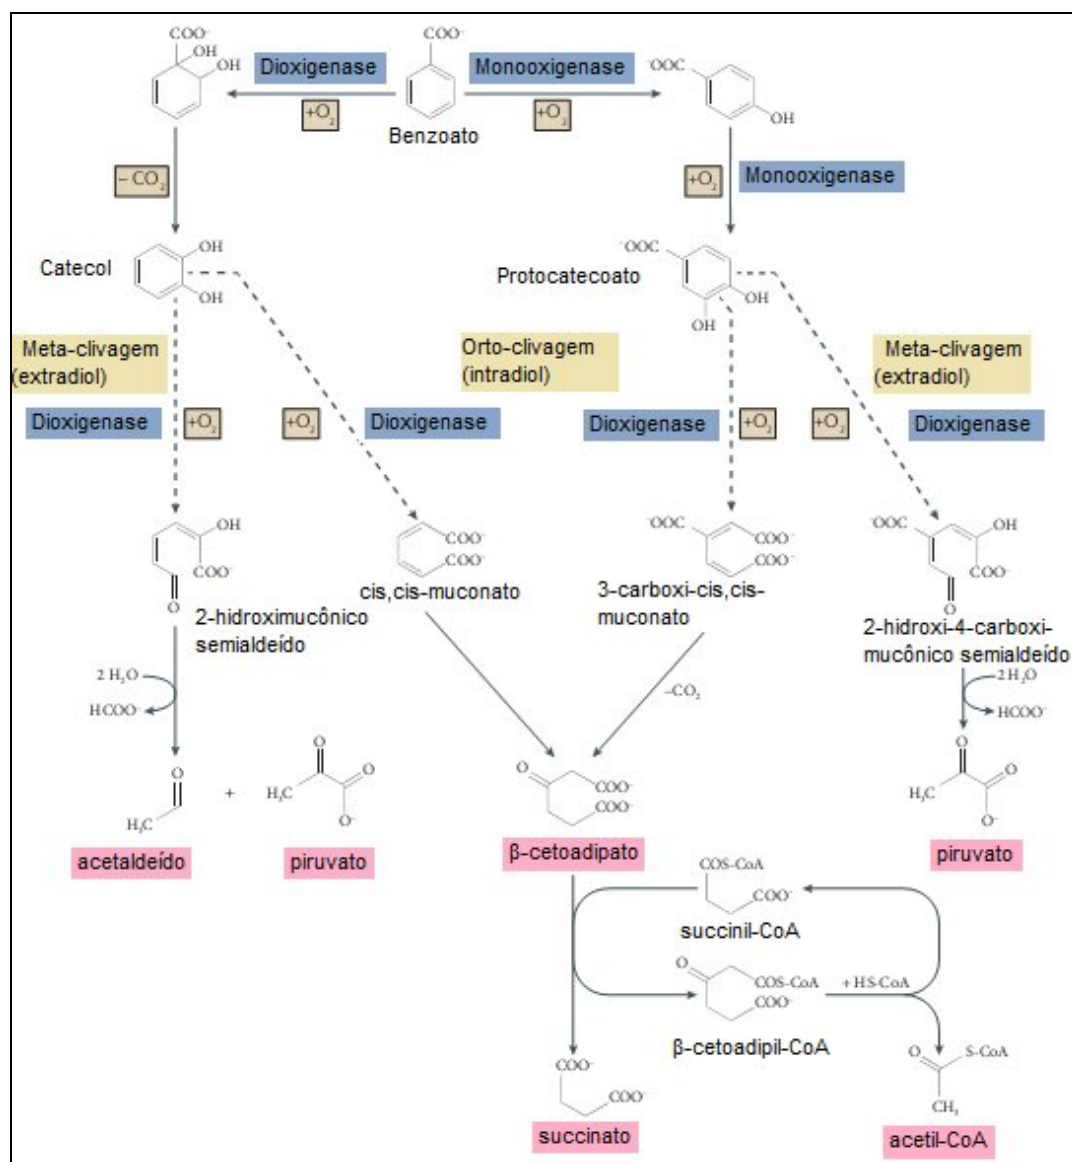 COO⁻
OH
OH
Dioxigenase
+O₂
COO⁻
Benzoato
Monooxigenase
+O₂
⁻OOC
OH
– CO₂
+O₂
Monooxigenase
Catecol
OH
OH
⁻OOC
Protocatecoato
OH
OH
Meta-clivagem
(extradiol)
Orto-clivagem
(intradiol)
Meta-clivagem
(extradiol)
Dioxigenase
+O₂
+O₂
Dioxigenase
Dioxigenase
+O₂
+O₂
Dioxigenase
OH
COO⁻
O
2-hidroximucônico
semialdeído
COO⁻
COO⁻
cis,cis-muconato
⁻OOC
COO⁻
COO⁻
3-carboxi-cis,cis-
muconato
⁻OOC
OH
COO⁻
O
2-hidroxi-4-carboxi-
mucônico semialdeído
2 H₂O
HCOO⁻
–CO₂
2 H₂O
HCOO⁻
O
H₃C
acetaldeído
+
O
O
H₃C
O⁻
piruvato
O
COO⁻
COO⁻
β-cetoadipato
O
O
H₃C
O⁻
piruvato
COS-CoA
COO⁻
succinil-CoA
O
COS-CoA
COO⁻
β-cetoadipil-CoA
+ HS-CoA
COO⁻
COO⁻
succinato
O
S-CoA
CH₃
acetil-CoA